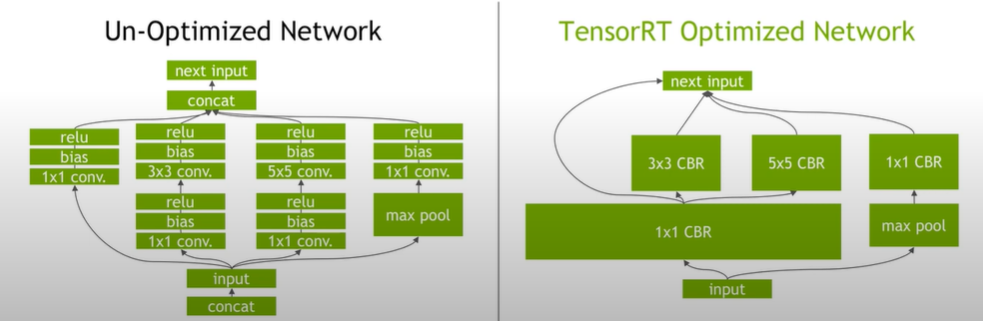 Un-Optimized Network
next input
concat
relu
bias
1x1 conv.
relu
bias
3x3 conv.
relu
bias
5x5 conv.
relu
bias
1x1 conv.
relu
bias
1x1 conv.
relu
bias
1x1 conv.
max pool
input
concat
TensorRT Optimized Network
next input
3x3 CBR
5x5 CBR
1x1 CBR
1x1 CBR
max pool
input